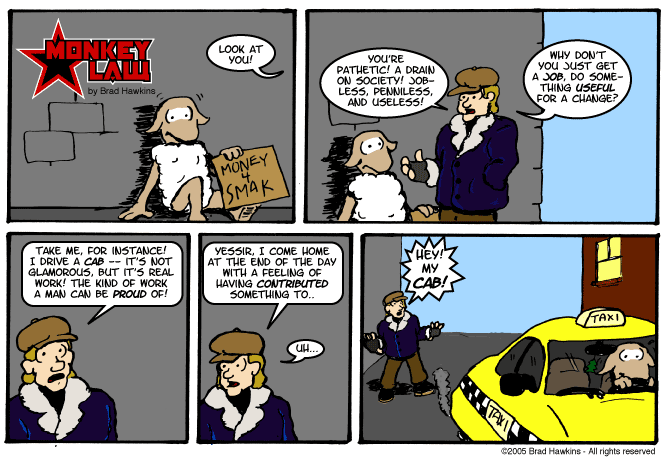 MONKEY
LAW
by Brad Hawkins
LOOK AT
YOU!
MONEY
4
SMAK
YOU'RE
PATHETIC! A DRAIN
ON SOCIETY! JOB-
LESS, PENNILESS,
AND USELESS!
WHY DON'T
YOU JUST GET
A JOB, DO SOME-
THING USEFUL
FOR A CHANGE?
TAKE ME, FOR INSTANCE!
I DRIVE A CAB -- IT'S NOT
GLAMOROUS, BUT IT'S REAL
WORK! THE KIND OF WORK
A MAN CAN BE PROUD OF!
YESSIR, I COME HOME
AT THE END OF THE DAY
WITH A FEELING OF
HAVING CONTRIBUTED
SOMETHING TO..
UH...
HEY!
MY
CAB!
TAXI
TAXI
©2005 Brad Hawkins - All rights reserved